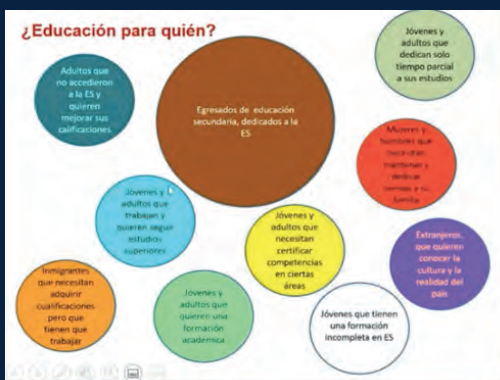 ¿Educación para quién?
Adultos que
no accedieron
a la ES y
quieren
mejorar sus
calificaciones
Egresados de educación
secundaria, dedicados a la
ES
Jóvenes y
adultos que
dedican solo
tiempo parcial
a sus estudios
Mujeres y
hombres que
necesitan
mantener y
dedicar
tiempo a su
familia
Jóvenes y
adultos que
trabajan y
quieren seguir
estudios
superiores
Jóvenes y
adultos que
necesitan
certificar
competencias
en ciertas
áreas
Extranjeros,
que quieren
conocer la
cultura y la
realidad del
país
Inmigrantes
que necesitan
adquirir
cualificaciones
pero que
tienen que
trabajar
Jóvenes y
adultos que
quieren una
formación
académica
Jóvenes que tienen
una formación
incompleta en ES